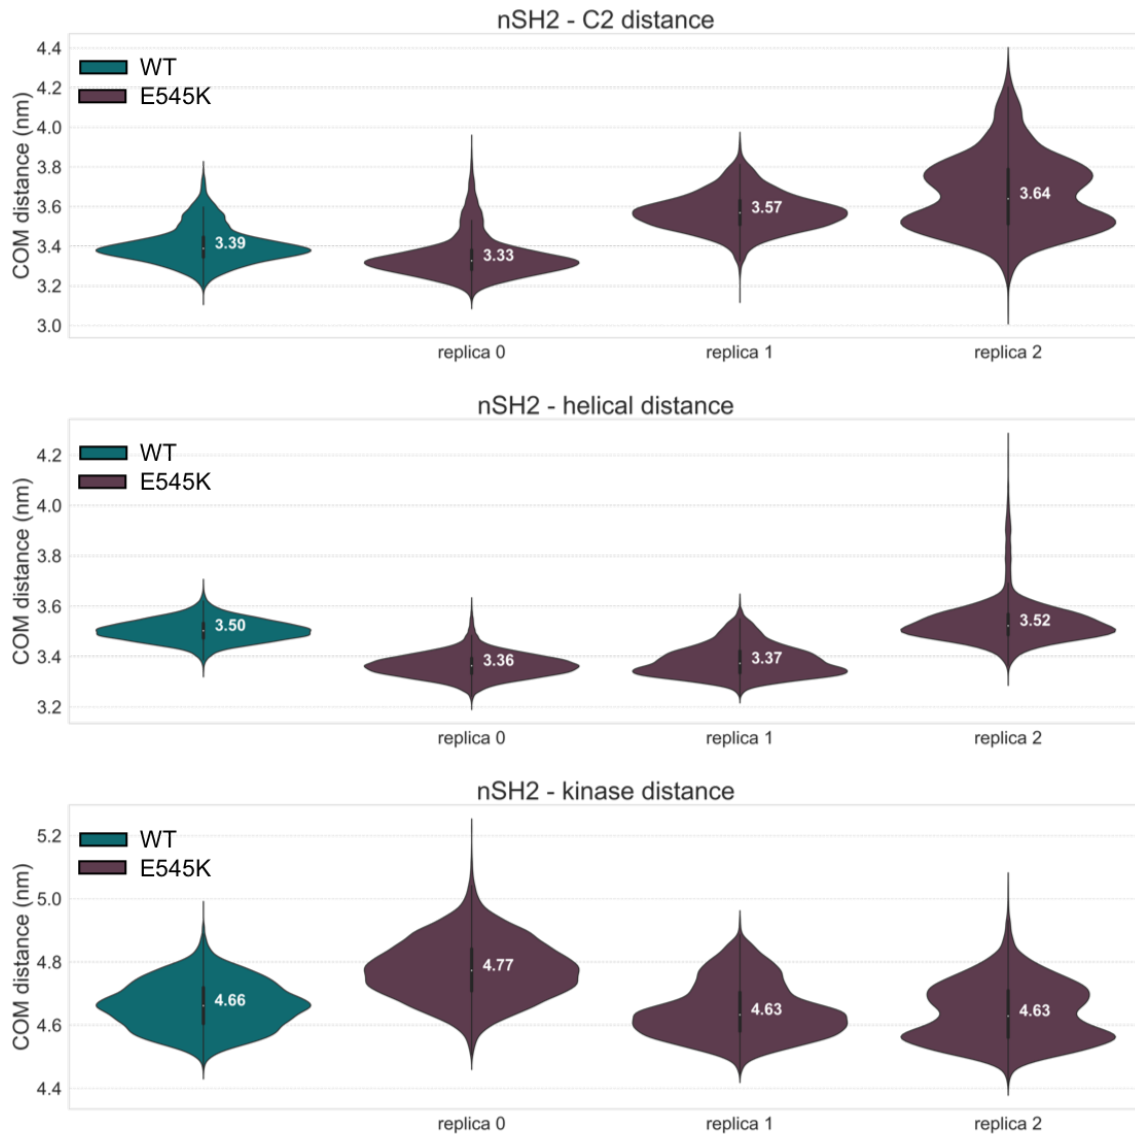 nSH2 - C2 distance
WT
E545K
COM distance (nm)
4.4
4.2
4.0
3.8
3.6
3.4
3.2
3.0
3.39
3.33
3.57
3.64
replica 0
replica 1
replica 2
nSH2 - helical distance
WT
E545K
COM distance (nm)
4.2
4.0
3.8
3.6
3.4
3.2
3.50
3.36
3.37
3.52
replica 0
replica 1
replica 2
nSH2 - kinase distance
WT
E545K
COM distance (nm)
5.2
5.0
4.8
4.6
4.4
4.66
4.77
4.63
4.63
replica 0
replica 1
replica 2